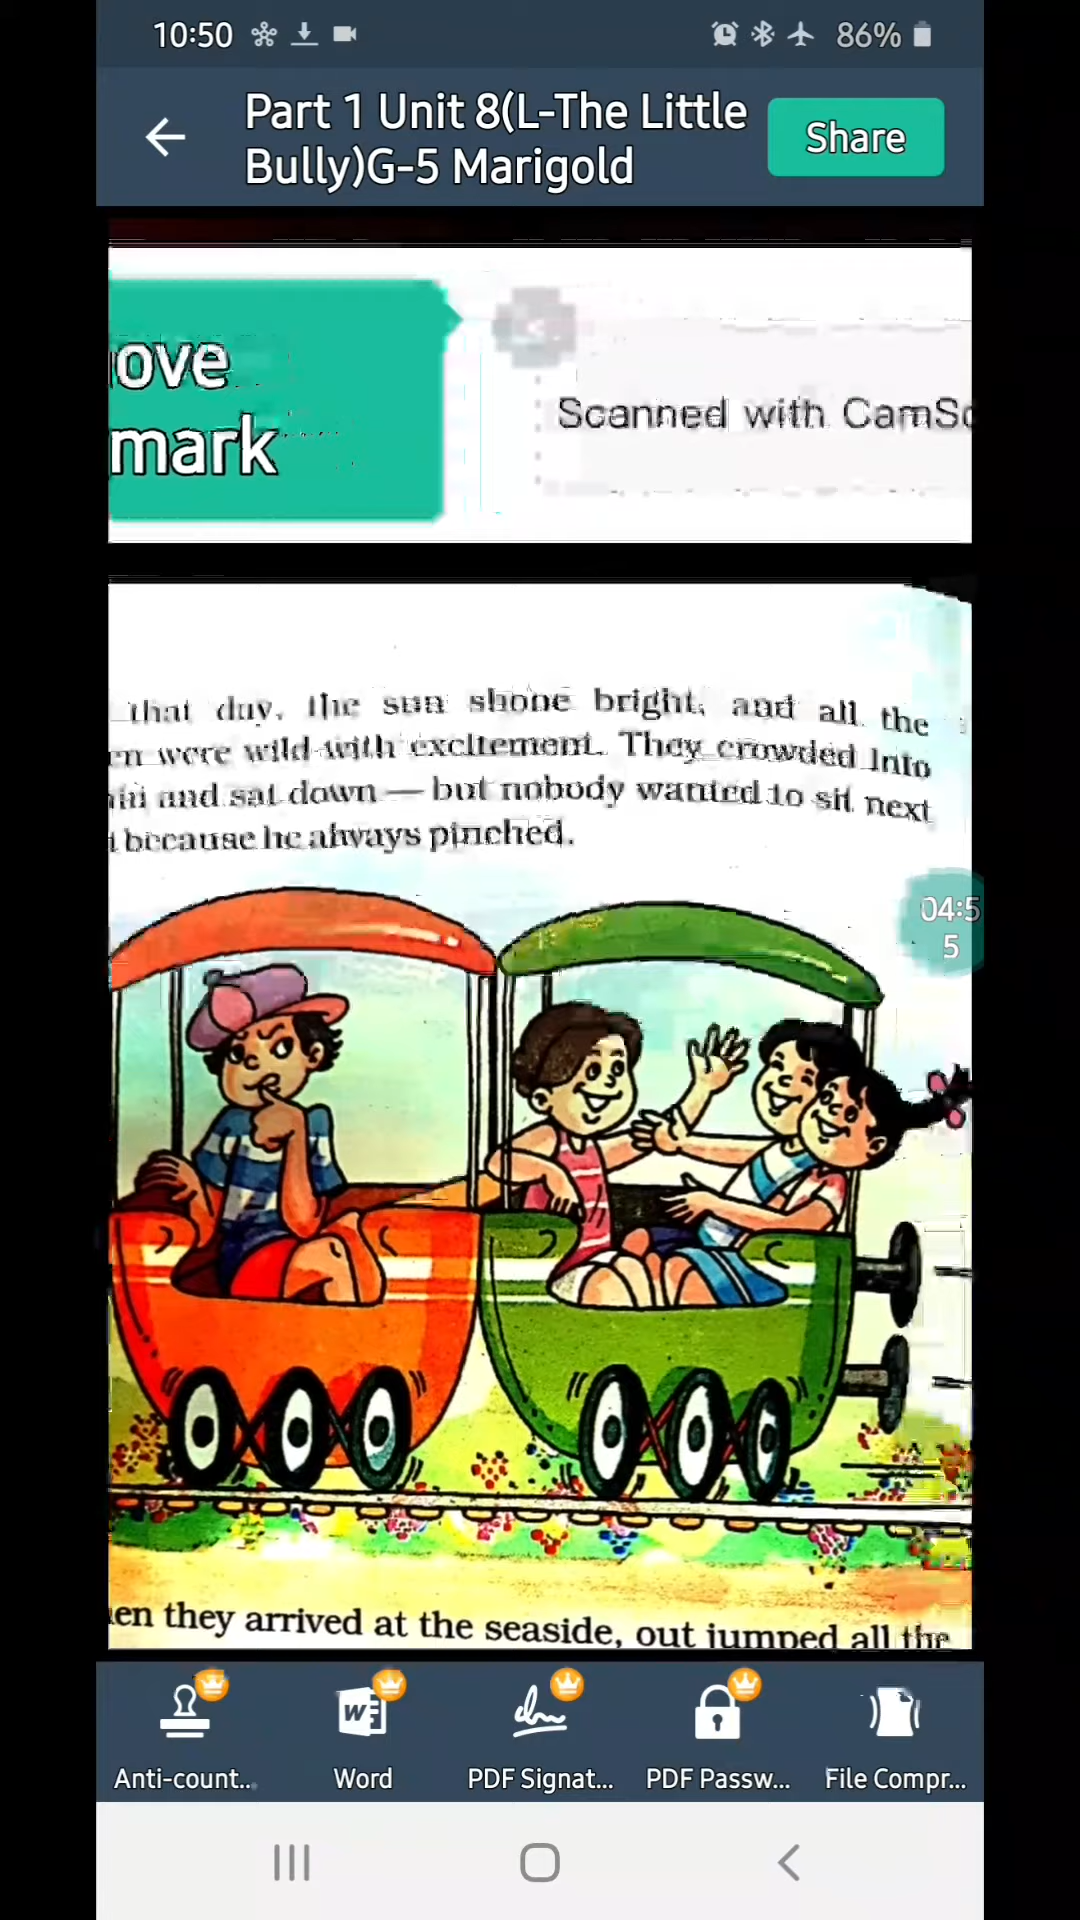 10:50
86%
Part 1 Unit 8(L-The Little
Bully)G-5 Marigold
Share
ove
mark
Scanned with CamSc
that day, the sun shone bright, and all the
en were wild with excitement. They crowded into
and sat down — but nobody wanted to sit next
because he always pinched.
04:5
5
en they arrived at the seaside, out jumped all the
Anti-count...
Word
PDF Signat...
PDF Passw...
File Compr...